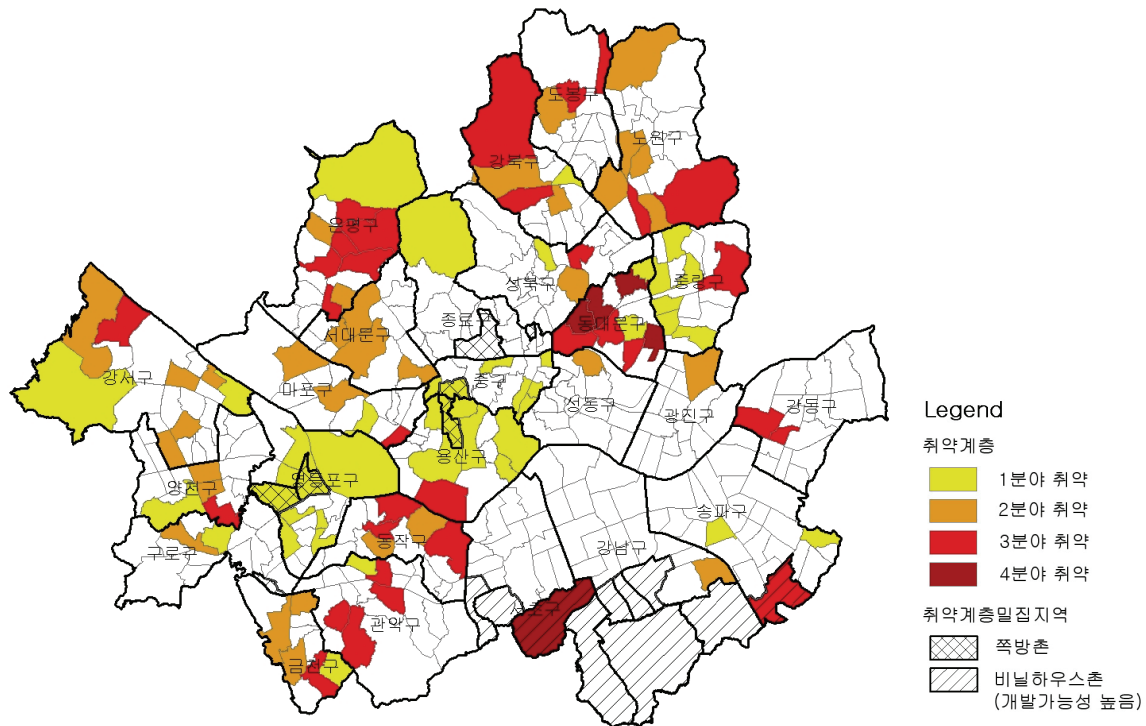 도봉구
노원구
강북구
은평구
성북구
중랑구
종로구
동대문구
서대문구
강서구
마포구
중구
성동구
광진구
강동구
용산구
영등포구
양천구
송파구
동작구
강남구
구로구
서초구
관악구
금천구
Legend
취약계층
1분야 취약
2분야 취약
3분야 취약
4분야 취약
취약계층밀집지역
쪽방촌
비닐하우스촌
(개발가능성 높음)